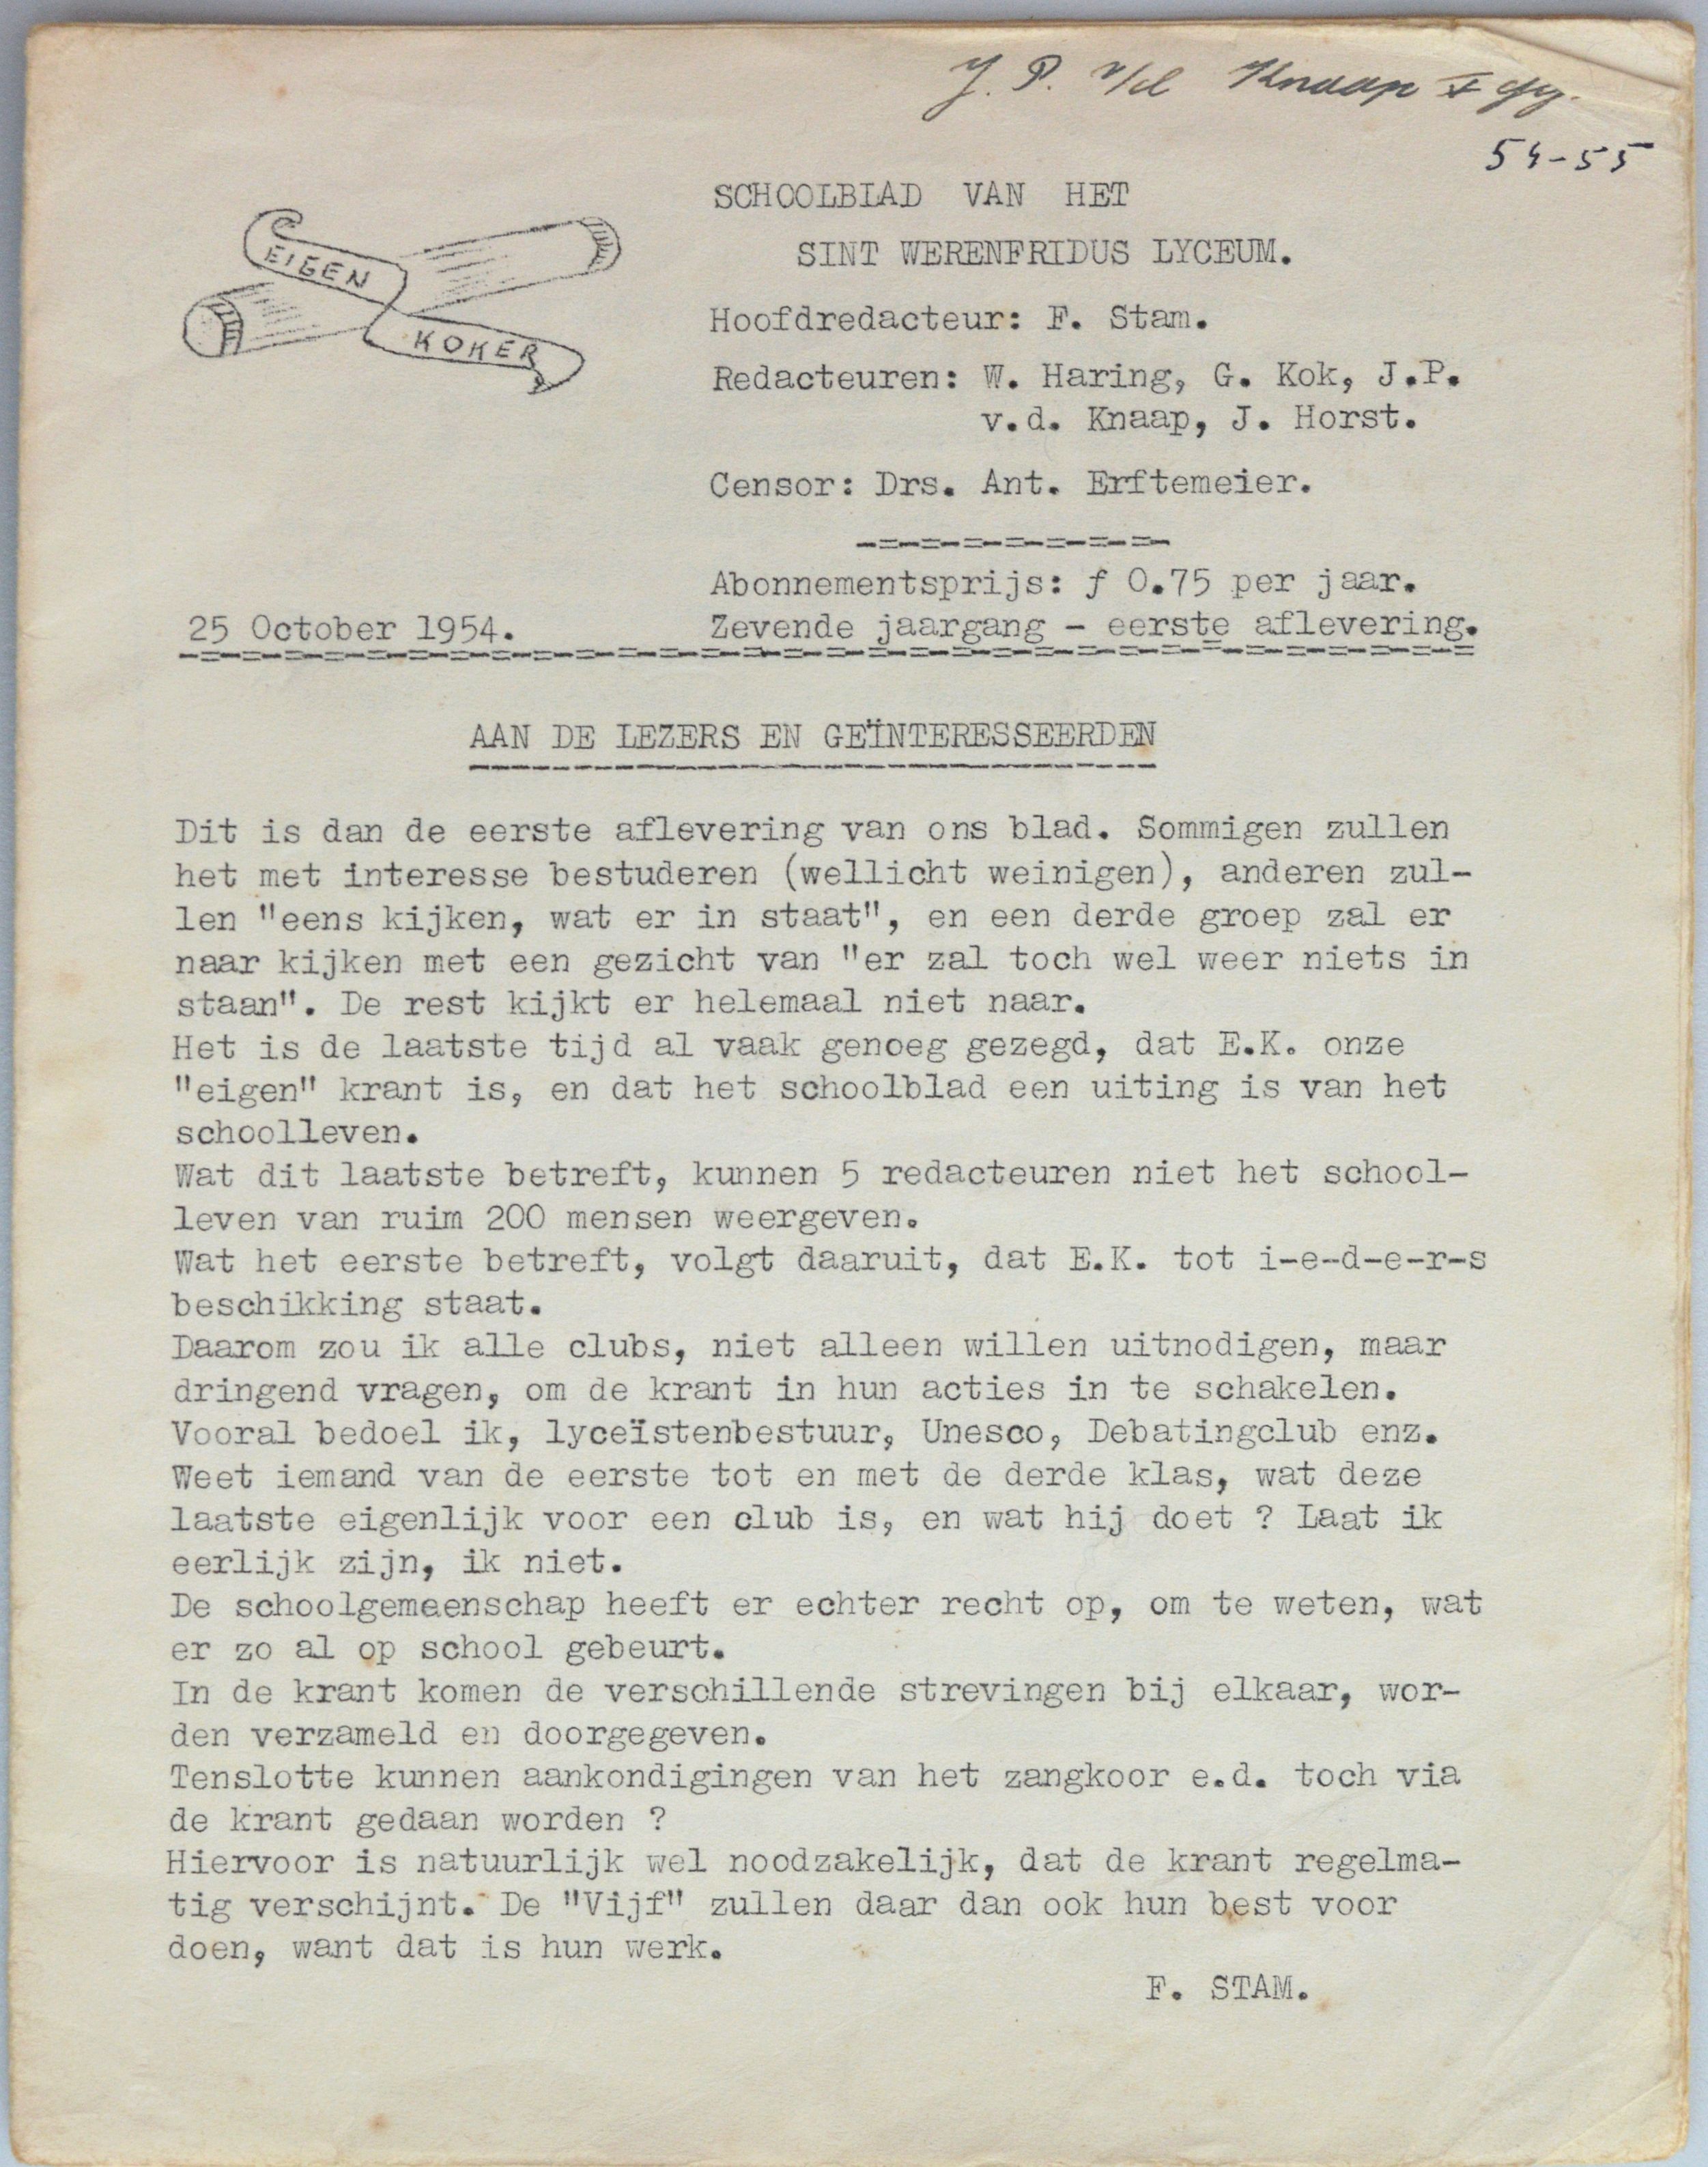 J. P. v/d Knaap I gy.
54-55
EIGEN
KOKER
SCHOOLBLAD VAN HET
SINT WERENFRIDUS LYCEUM.
Hoofdredacteur: F. Stam.
Redacteuren: W. Haring, G. Kok, J.P.
v.d. Knaap, J. Horst.
Censor: Drs. Ant. Erftemeier.
Abonnementsprijs: ƒ 0.75 per jaar.
25 October 1954.
Zevende jaargang - eerste aflevering.
AAN DE LEZERS EN GEÏNTERESSEERDEN
Dit is dan de eerste aflevering van ons blad. Sommigen zullen
het met interesse bestuderen (wellicht weinigen), anderen zul-
len "eens kijken, wat er in staat", en een derde groep zal er
naar kijken met een gezicht van "er zal toch wel weer niets in
staan". De rest kijkt er helemaal niet naar.
Het is de laatste tijd al vaak genoeg gezegd, dat E.K. onze
"eigen" krant is, en dat het schoolblad een uiting is van het
schoolleven.
Wat dit laatste betreft, kunnen 5 redacteuren niet het school-
leven van ruim 200 mensen weergeven.
Wat het eerste betreft, volgt daaruit, dat E.K. tot i-e-d-e-r-s
beschikking staat.
Daarom zou ik alle clubs, niet alleen willen uitnodigen, maar
dringend vragen, om de krant in hun acties in te schakelen.
Vooral bedoel ik, lyceïstenbestuur, Unesco, Debatingclub enz.
Weet iemand van de eerste tot en met de derde klas, wat deze
laatste eigenlijk voor een club is, en wat hij doet ? Laat ik
eerlijk zijn, ik niet.
De schoolgemeenschap heeft er echter recht op, om te weten, wat
er zo al op school gebeurt.
In de krant komen de verschillende strevingen bij elkaar, wor-
den verzameld en doorgegeven.
Tenslotte kunnen aankondigingen van het zangkoor e.d. toch via
de krant gedaan worden ?
Hiervoor is natuurlijk wel noodzakelijk, dat de krant regelma-
tig verschijnt. De "Vijf" zullen daar dan ook hun best voor
doen, want dat is hun werk.
F. STAM.